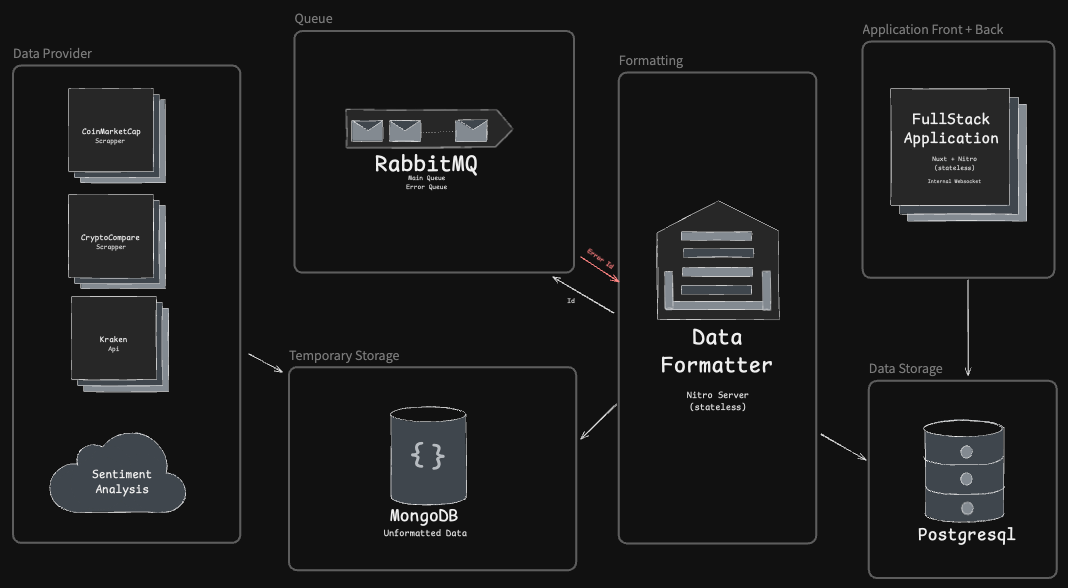 Data Provider
CoinMarketCap
Scrapper
CryptoCompare
Scrapper
Kraken
Api
Sentiment
Analysis
Queue
RabbitMQ
Main Queue
Error Queue
Error Id
Id
Temporary Storage
MongoDB
Unformatted Data
Formatting
Data
Formatter
Nitro Server
(stateless)
Application Front + Back
FullStack
Application
Nuxt + Nitro
(stateless)
Internal Websocket
Data Storage
Postgresql